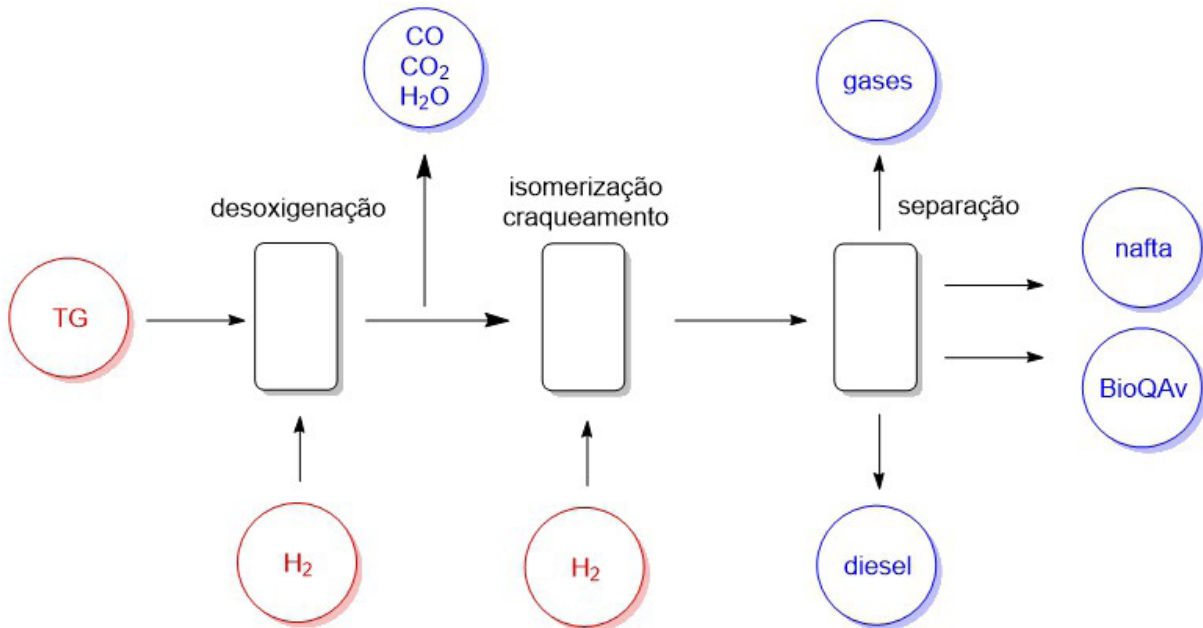 CO
CO₂
H₂O
gases
desoxigenação
isomerização
craqueamento
separação
nafta
TG
BioQAv
H₂
H₂
diesel